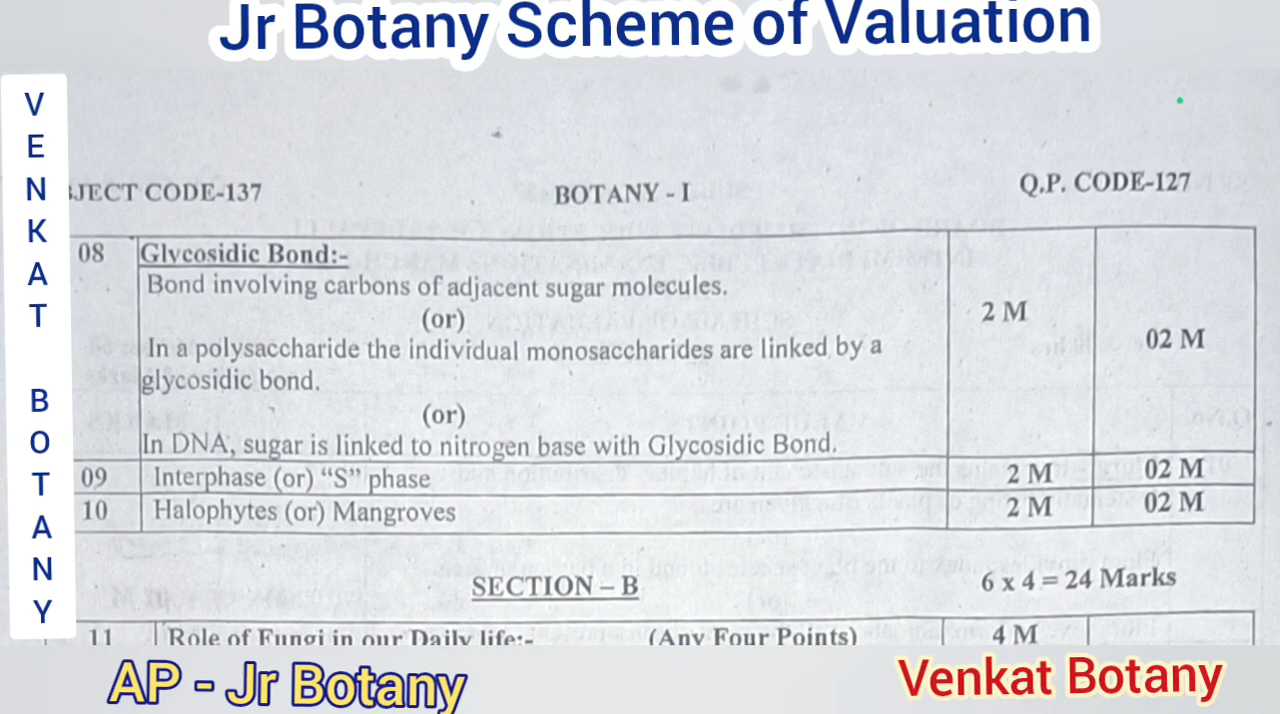 Jr Botany Scheme of Valuation
VENKAT BOTANY
JECT CODE-137 BOTANY - I Q.P. CODE-127
08 Glycosidic Bond:-
Bond involving carbons of adjacent sugar molecules.
(or)
2 M
02 M
In a polysaccharide the individual monosaccharides are linked by a
glycosidic bond.
(or)
In DNA, sugar is linked to nitrogen base with Glycosidic Bond.
09 Interphase (or) “S” phase 2 M 02 M
10 Halophytes (or) Mangroves 2 M 02 M
SECTION – B 6 x 4 = 24 Marks
11 Role of Fungi in our Daily life:- (Any Four Points) 4 M
AP - Jr Botany
Venkat Botany